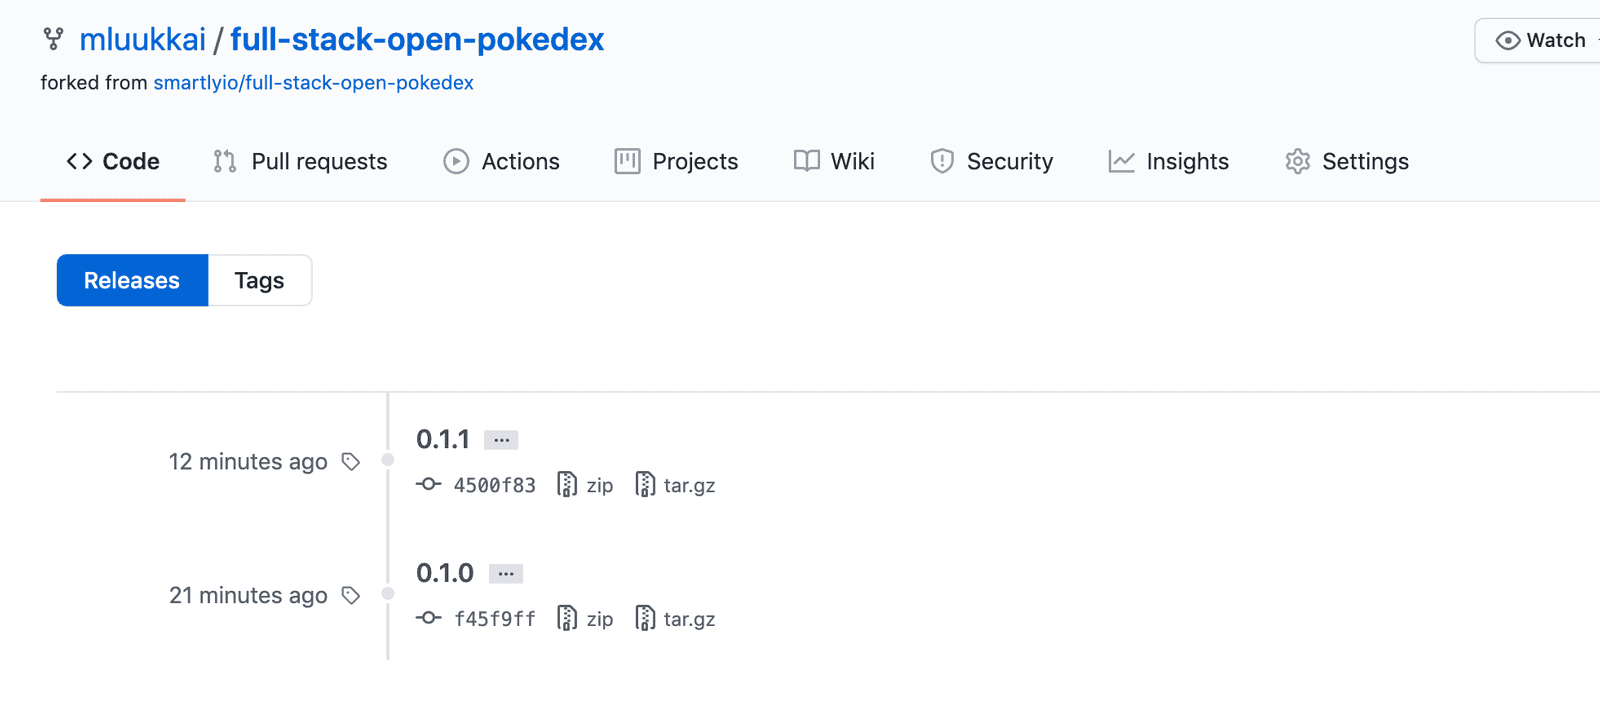 mluukkai / full-stack-open-pokedex
Watch
forked from smartlyio/full-stack-open-pokedex
Code Pull requests Actions Projects Wiki Security Insights Settings
Releases Tags
0.1.1 ...
12 minutes ago
4500f83 zip tar.gz
0.1.0 ...
21 minutes ago
f45f9ff zip tar.gz